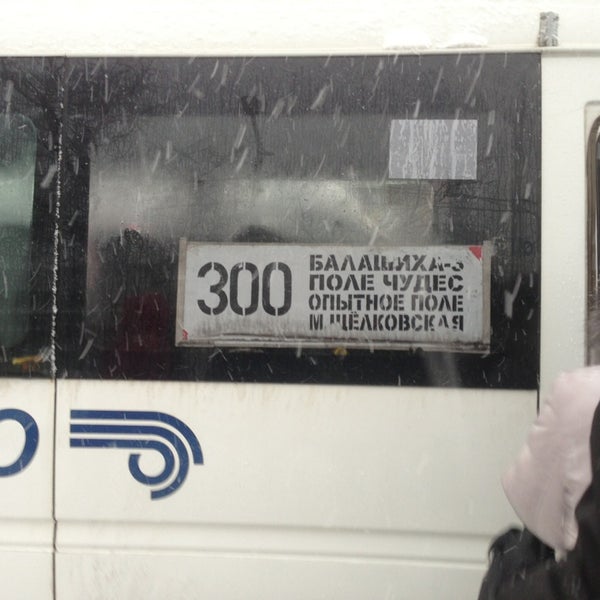 300
БАЛАШИХА-3
ПОЛЕ ЧУДЕС
ОПЫТНОЕ ПОЛЕ
М.ЩЁЛКОВСКАЯ